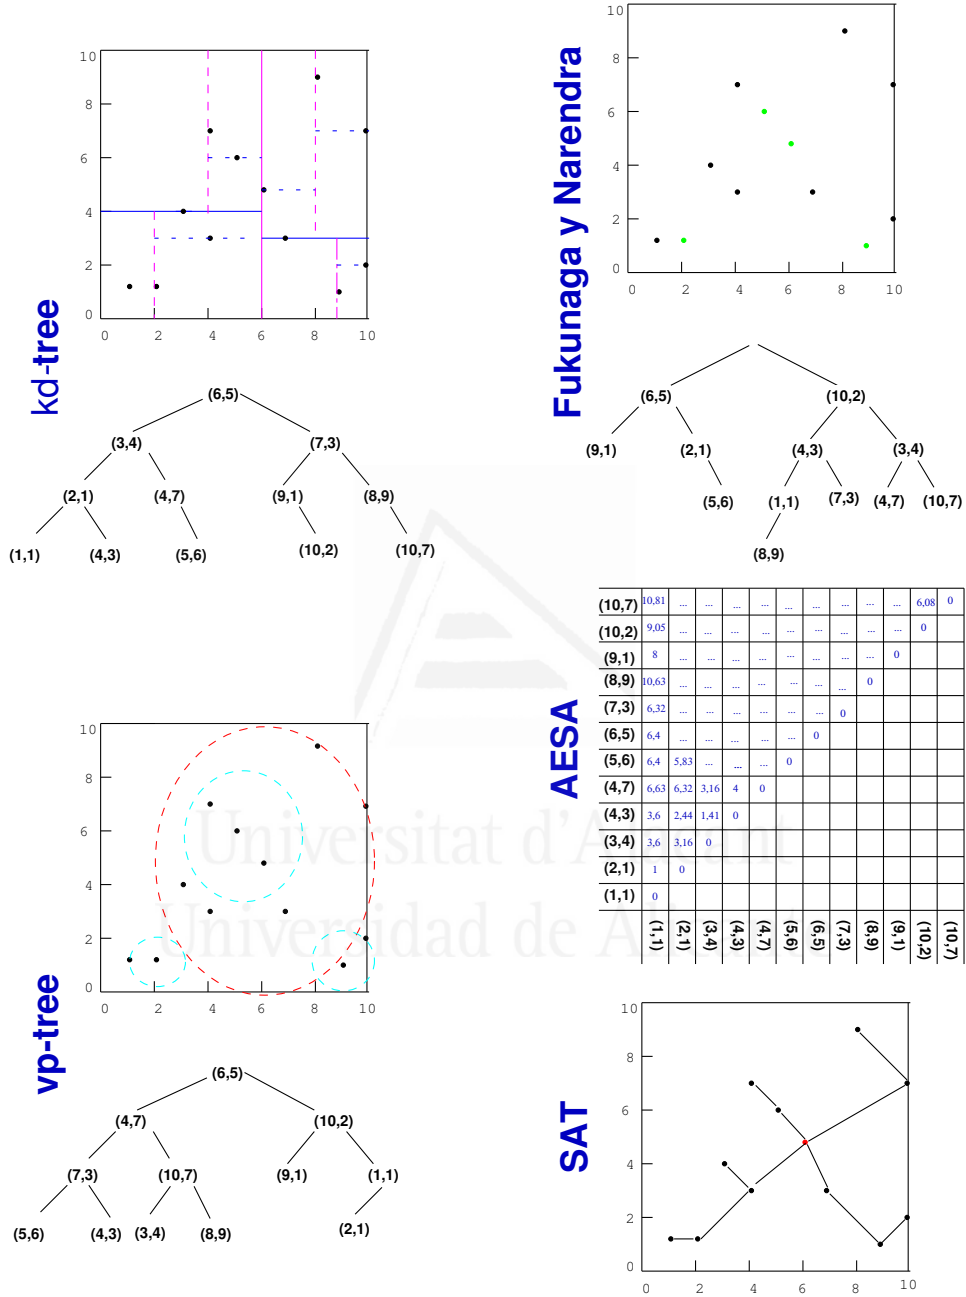 kd-tree
10
8
6
4
2
0
0 2 4 6 8 10
(6,5)
(3,4) (7,3)
(2,1) (4,7) (9,1) (8,9)
(1,1) (4,3) (5,6) (10,2) (10,7)
Fukunaga y Narendra
10
8
6
4
2
0
0 2 4 6 8 10
(6,5) (10,2)
(9,1) (2,1) (4,3) (3,4)
(5,6) (1,1) (7,3) (4,7) (10,7)
(8,9)
vp-tree
10
8
6
4
2
0
0 2 4 6 8 10
(6,5)
(4,7) (10,2)
(7,3) (10,7) (9,1) (1,1)
(5,6) (4,3) (3,4) (8,9) (2,1)
AESA
(10,7) 10,81 ... ... ... ... ... ... ... ... ... 6,08 0
(10,2) 9,05 ... ... ... ... ... ... ... ... ... 0
(9,1) 8 ... ... ... ... ... ... ... ... 0
(8,9) 10,63 ... ... ... ... ... ... ... 0
(7,3) 6,32 ... ... ... ... ... ... 0
(6,5) 6,4 ... ... ... ... ... 0
(5,6) 6,4 5,83 ... ... ... 0
(4,7) 6,63 6,32 3,16 4 0
(4,3) 3,6 2,44 1,41 0
(3,4) 3,6 3,16 0
(2,1) 1 0
(1,1) 0
(1,1) (2,1) (3,4) (4,3) (4,7) (5,6) (6,5) (7,3) (8,9) (9,1) (10,2) (10,7)
SAT
10
8
6
4
2
0
0 2 4 6 8 10
Universitat d'Alacant
Universidad de Alicante